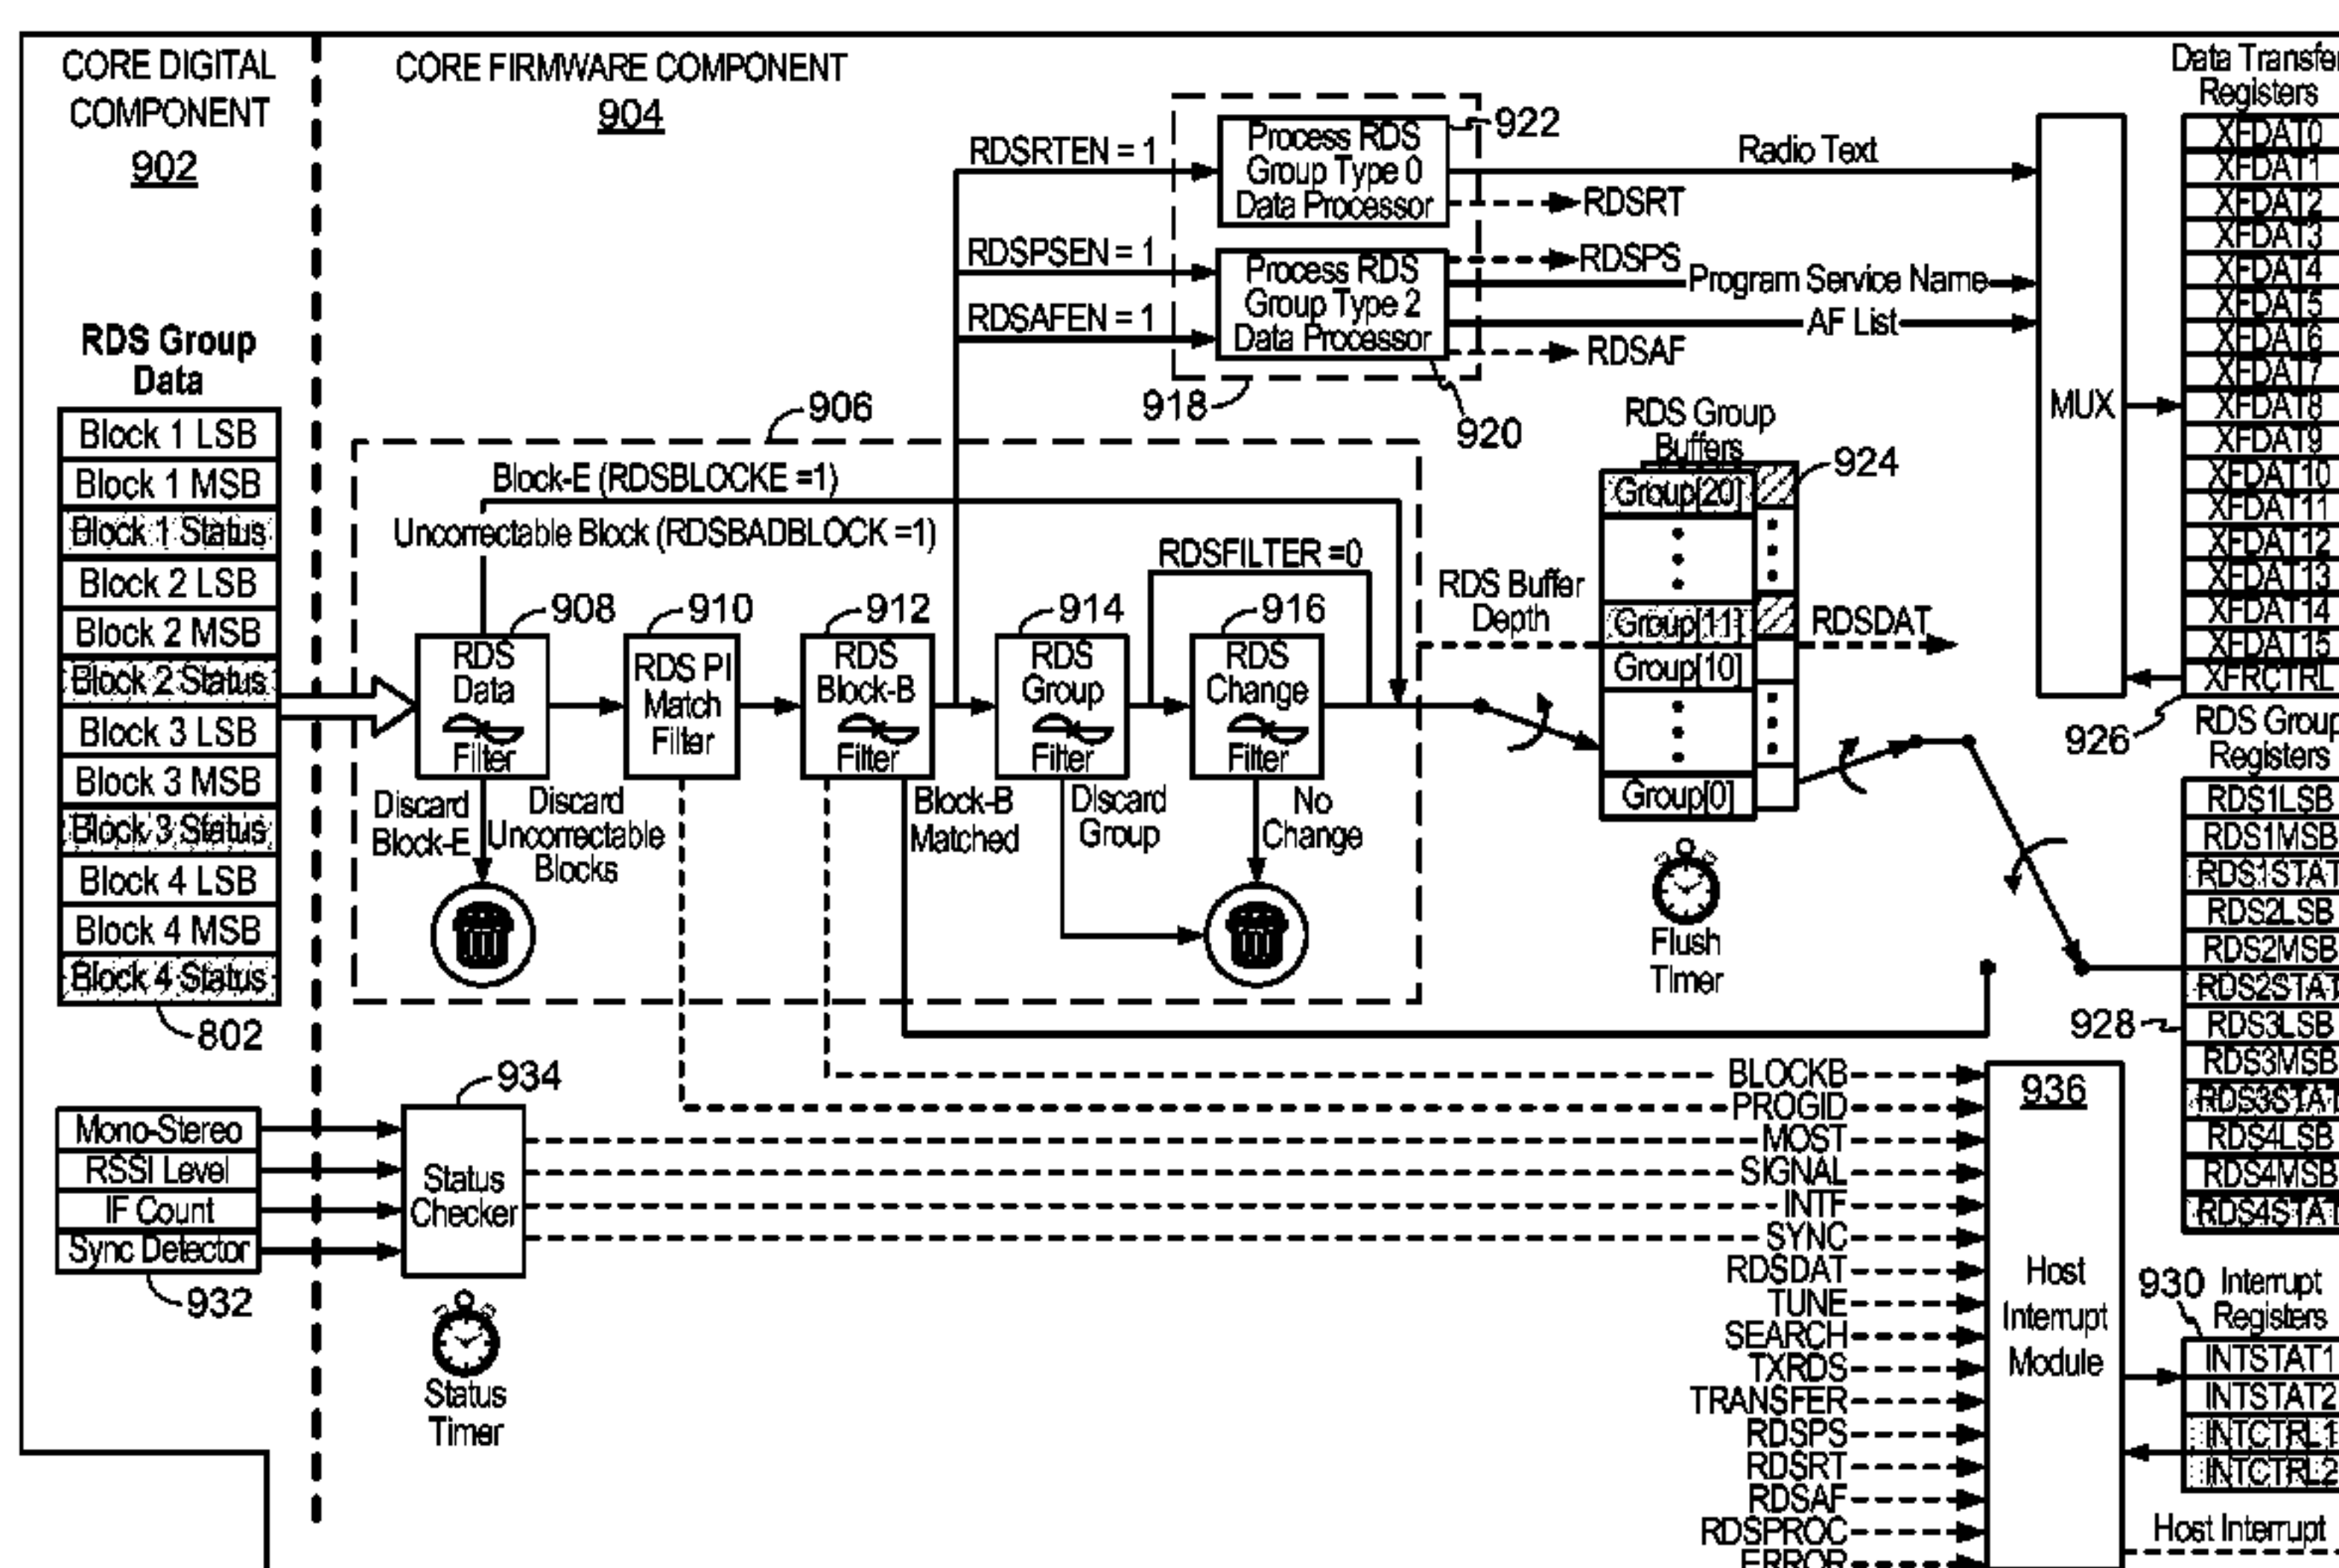 CORE DIGITAL
COMPONENT
902
CORE FIRMWARE COMPONENT
904
RDS Group
Data
Block 1 LSB
Block 1 MSB
Block 1 Status
Block 2 LSB
Block 2 MSB
Block 2 Status
Block 3 LSB
Block 3 MSB
Block 3 Status
Block 4 LSB
Block 4 MSB
Block 4 Status
802
RDSRTEN = 1
RDSPSEN = 1
RDSAFEN = 1
Process RDS
Group Type 0
Data Processor
922
Process RDS
Group Type 2
Data Processor
918
920
Radio Text
RDSRT
RDSPS
Program Service Name
AF List
RDSAF
MUX
906
Block-E (RDSBLOCKE =1)
Uncorrectable Block (RDSBADBLOCK =1)
RDSFILTER =0
908
RDS
Data
Filter
910
RDS PI
Match
Filter
912
RDS
Block-B
Filter
914
RDS
Group
Filter
916
RDS
Change
Filter
Discard
Block-E
Discard
Uncorrectable
Blocks
Block-B
Matched
Discard
Group
No
Change
RDS Buffer
Depth
RDS Group
Buffers
924
Group[20]
Group[11]
Group[10]
Group[0]
RDSDAT
Flush
Timer
Data Transfer
Registers
XFDAT0
XFDAT1
XFDAT2
XFDAT3
XFDAT4
XFDAT5
XFDAT6
XFDAT7
XFDAT8
XFDAT9
XFDAT10
XFDAT11
XFDAT12
XFDAT13
XFDAT14
XFDAT15
XFRCTRL
926
RDS Group
Registers
RDS1LSB
RDS1MSB
RDS1STAT
RDS2LSB
RDS2MSB
RDS2STAT
RDS3LSB
RDS3MSB
RDS3STAT
RDS4LSB
RDS4MSB
RDS4STAT
928
Mono-Stereo
RSSI Level
IF Count
Sync Detector
932
934
Status
Checker
Status
Timer
BLOCKB
PROGID
MOST
SIGNAL
INTF
SYNC
RDSDAT
TUNE
SEARCH
TXRDS
TRANSFER
RDSPS
RDSRT
RDSAF
RDSPROC
ERROR
936
Host
Interrupt
Module
930
Interrupt
Registers
INTSTAT1
INTSTAT2
INTCTRL1
INTCTRL2
Host Interrupt